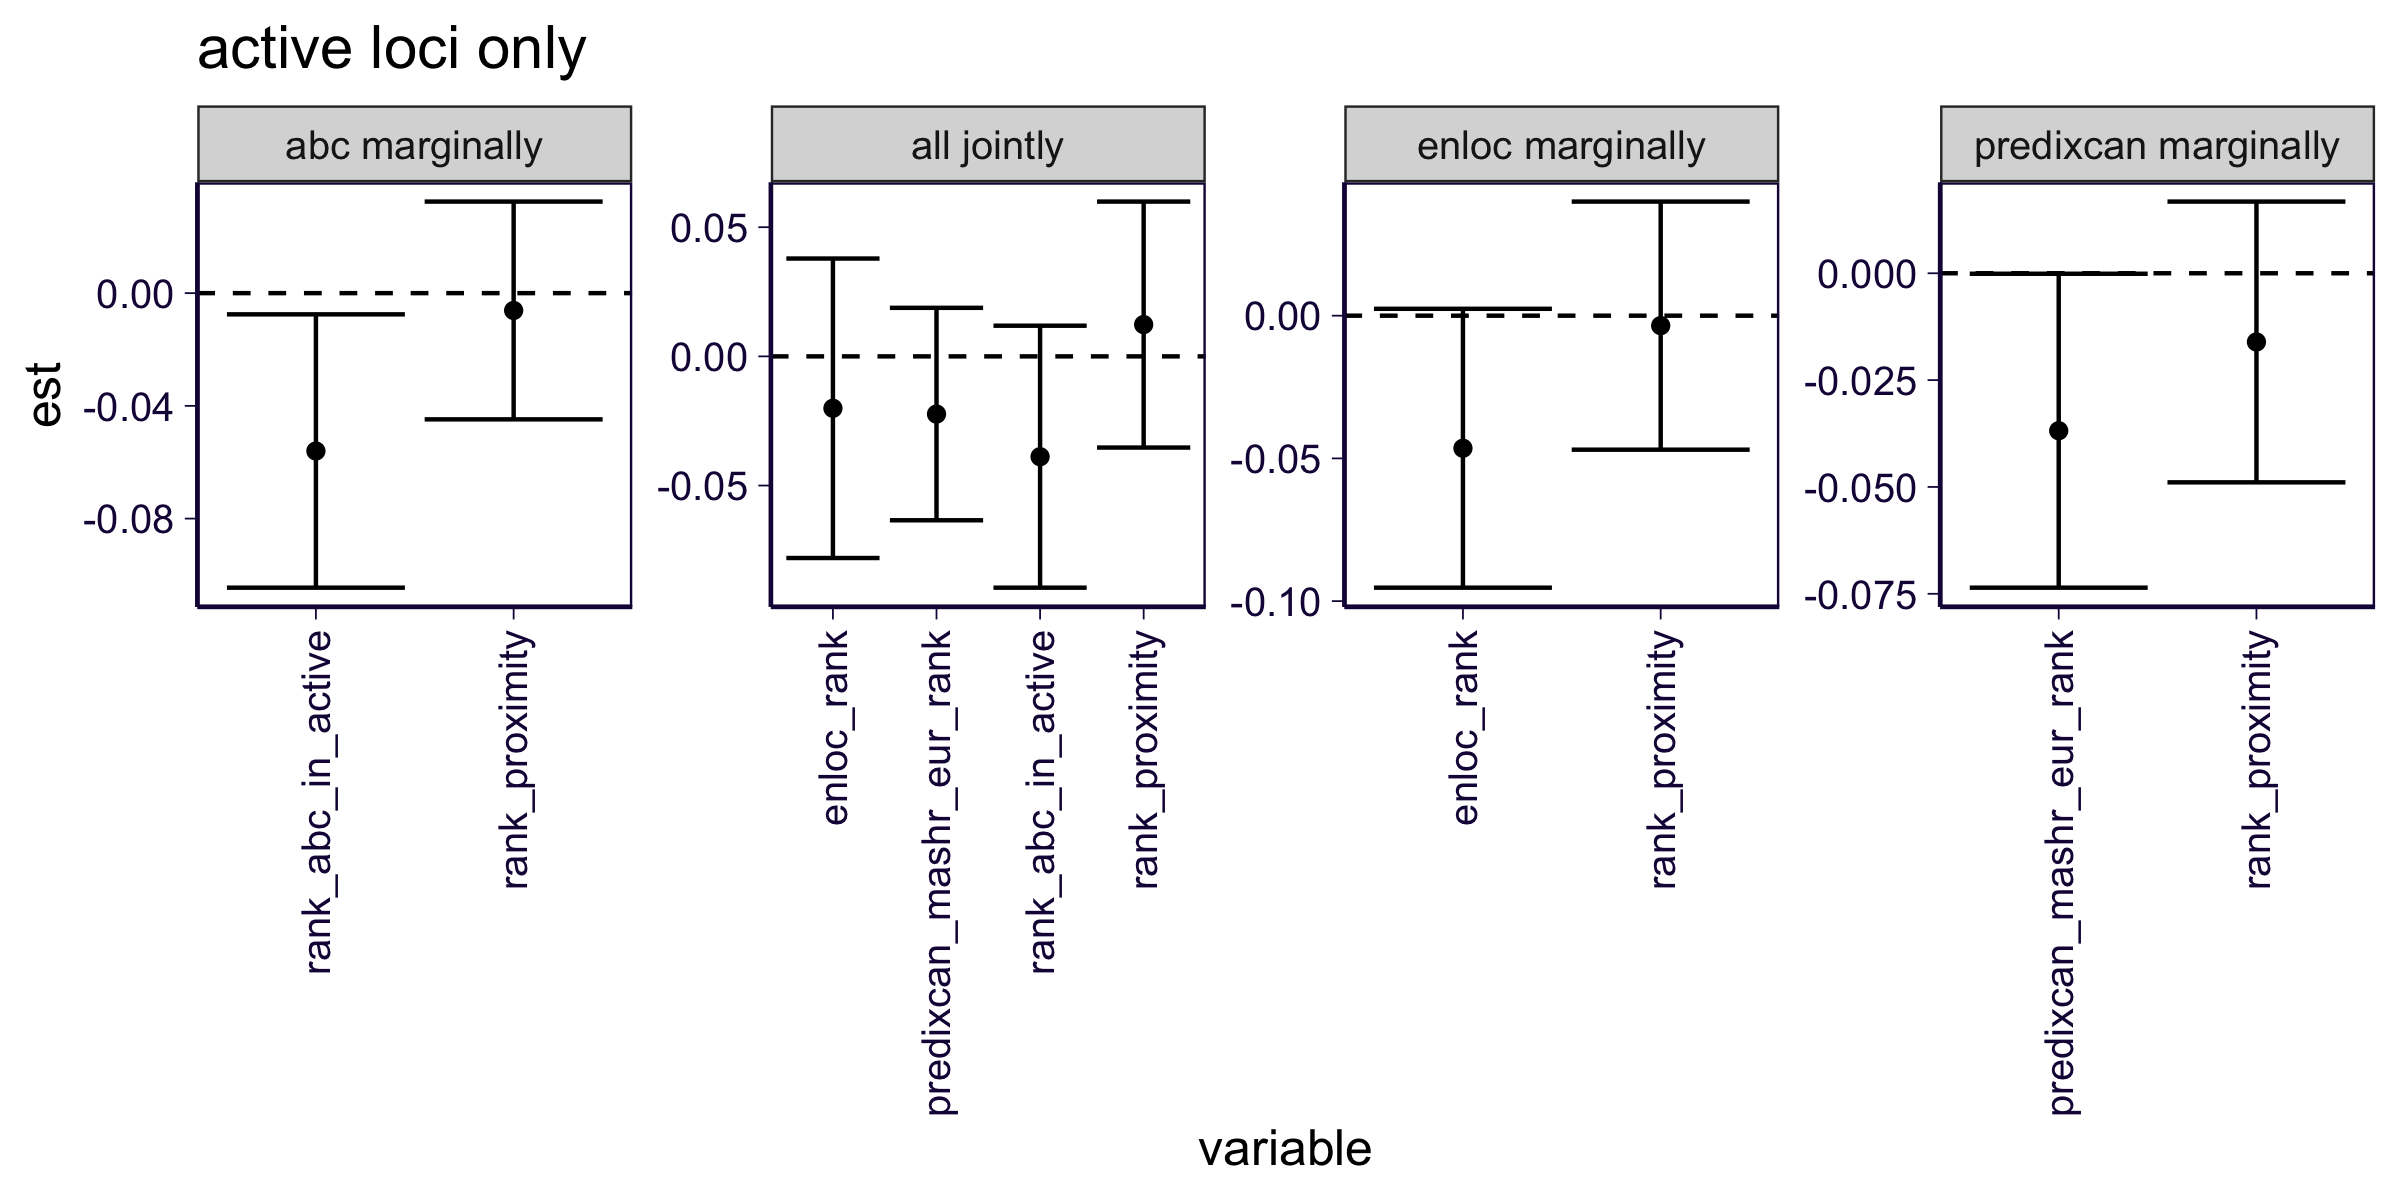 active loci only
abc marginally
all jointly
enloc marginally
predixcan marginally
est
0.00
-0.04
-0.08
0.05
0.00
-0.05
0.00
-0.05
-0.10
0.000
-0.025
-0.050
-0.075
rank_abc_in_active
rank_proximity
enloc_rank
predixcan_mashr_eur_rank
rank_abc_in_active
rank_proximity
enloc_rank
rank_proximity
predixcan_mashr_eur_rank
rank_proximity
variable